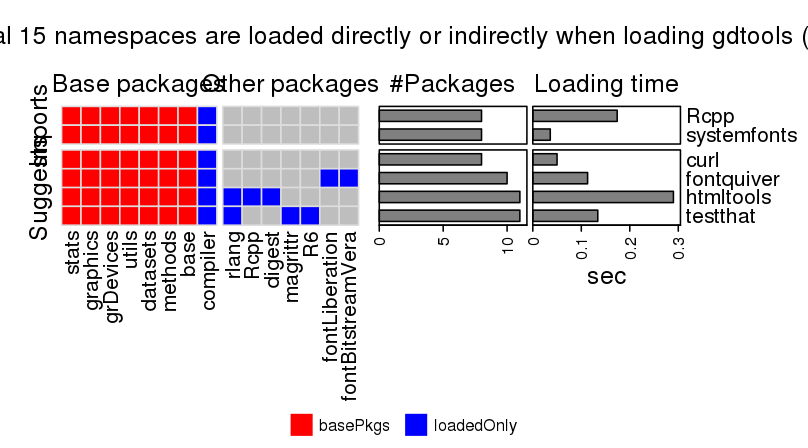 al 15 namespaces are loaded directly or indirectly when loading gdtools (
Base packages
Other packages
#Packages
Loading time
Imports
Suggests
Rcpp
systemfonts
curl
fontquiver
htmltools
testthat
stats
graphics
grDevices
utils
datasets
methods
base
compiler
rlang
Rcpp
digest
magrittr
R6
fontLiberation
fontBitstreamVera
0
5
10
0
0.1
0.2
0.3
sec
basePkgs
loadedOnly